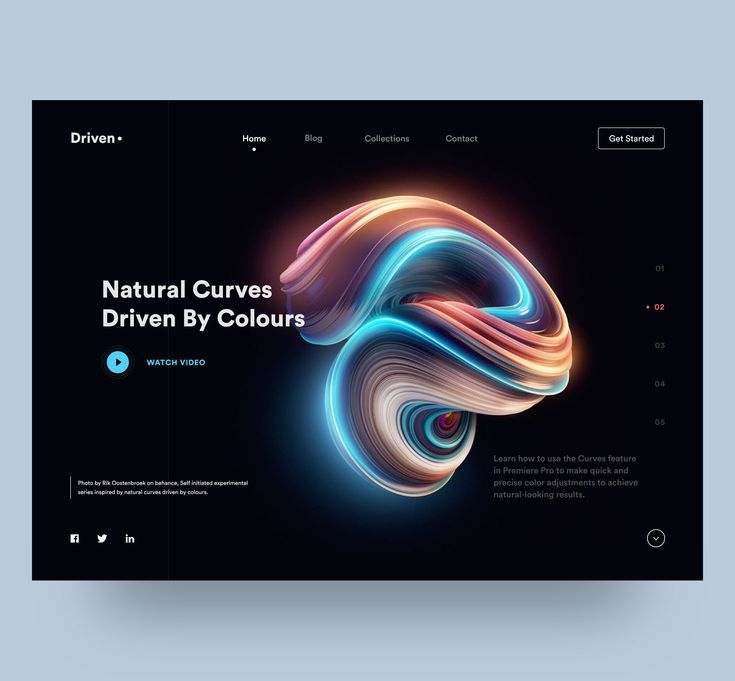 Driven
Home
Blog
Collections
Contact
Get Started
Natural Curves
Driven By Colours
WATCH VIDEO
01
02
03
04
05
Learn how to use the Curves feature
in Premiere Pro to make quick and
precise color adjustments to achieve
natural-looking results.
Photo by Rik Oostenbroek on behance, Self initiated experimental
series inspired by natural curves driven by colours.